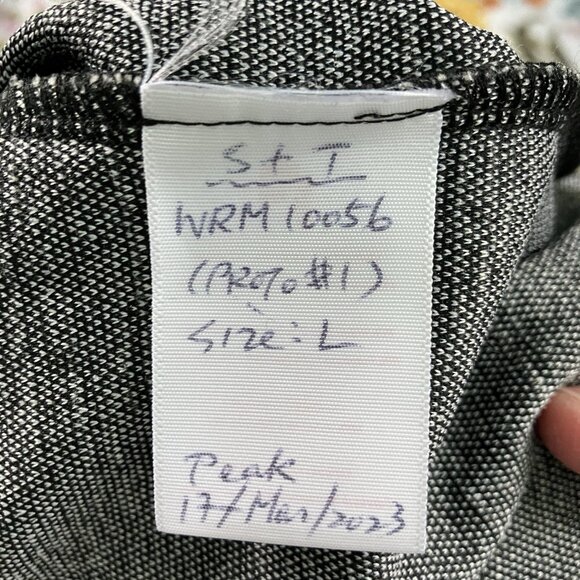 S + T
WRM10056
(PROTO #1)
SIZE: L
Peak
17/Mar/2023